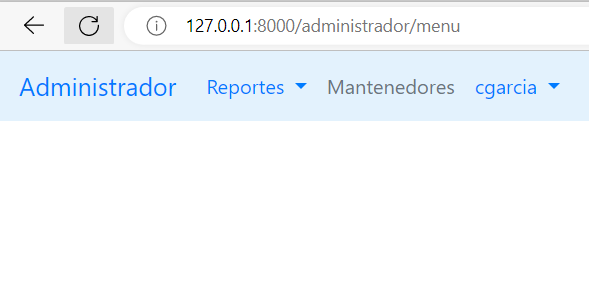 127.0.0.1:8000/administrador/menu
Administrador Reportes Mantenedores cgarcia